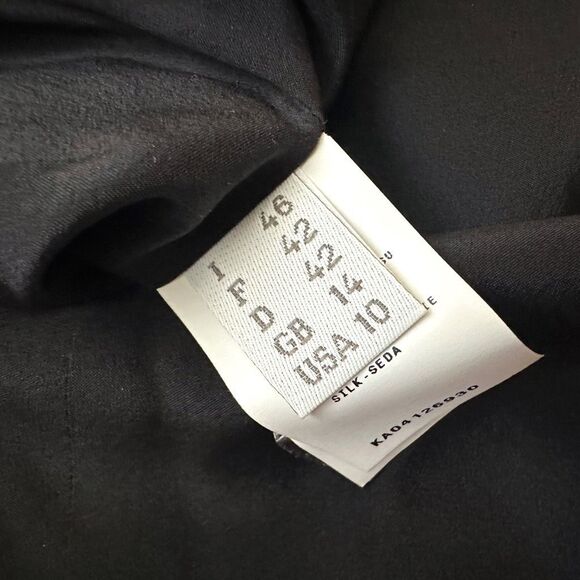 I 46
F 42
D 42
GB 14
USA 10
SILK-SEDA
KA04126930